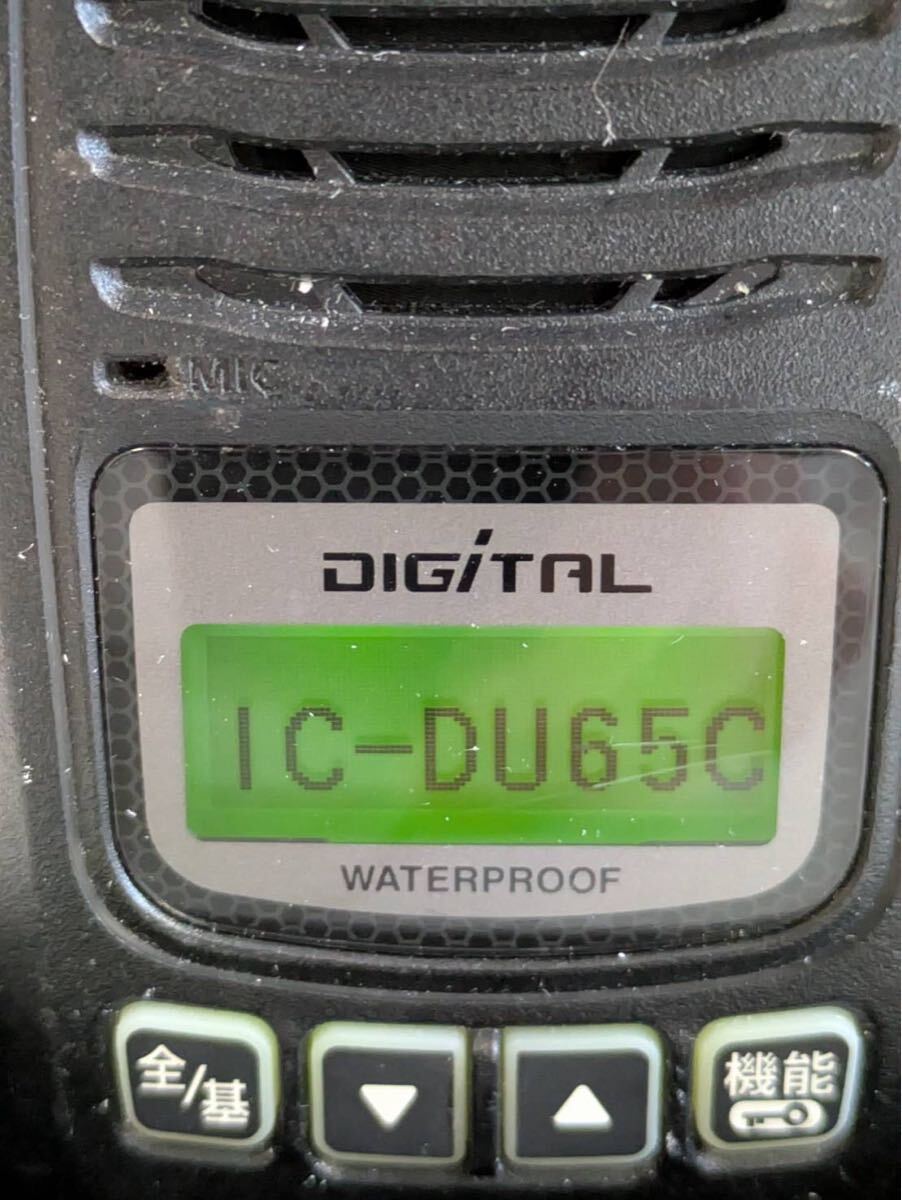 MIC
DIGITAL
IC-DU65C
WATERPROOF
全/基 ▼ ▲ 機能